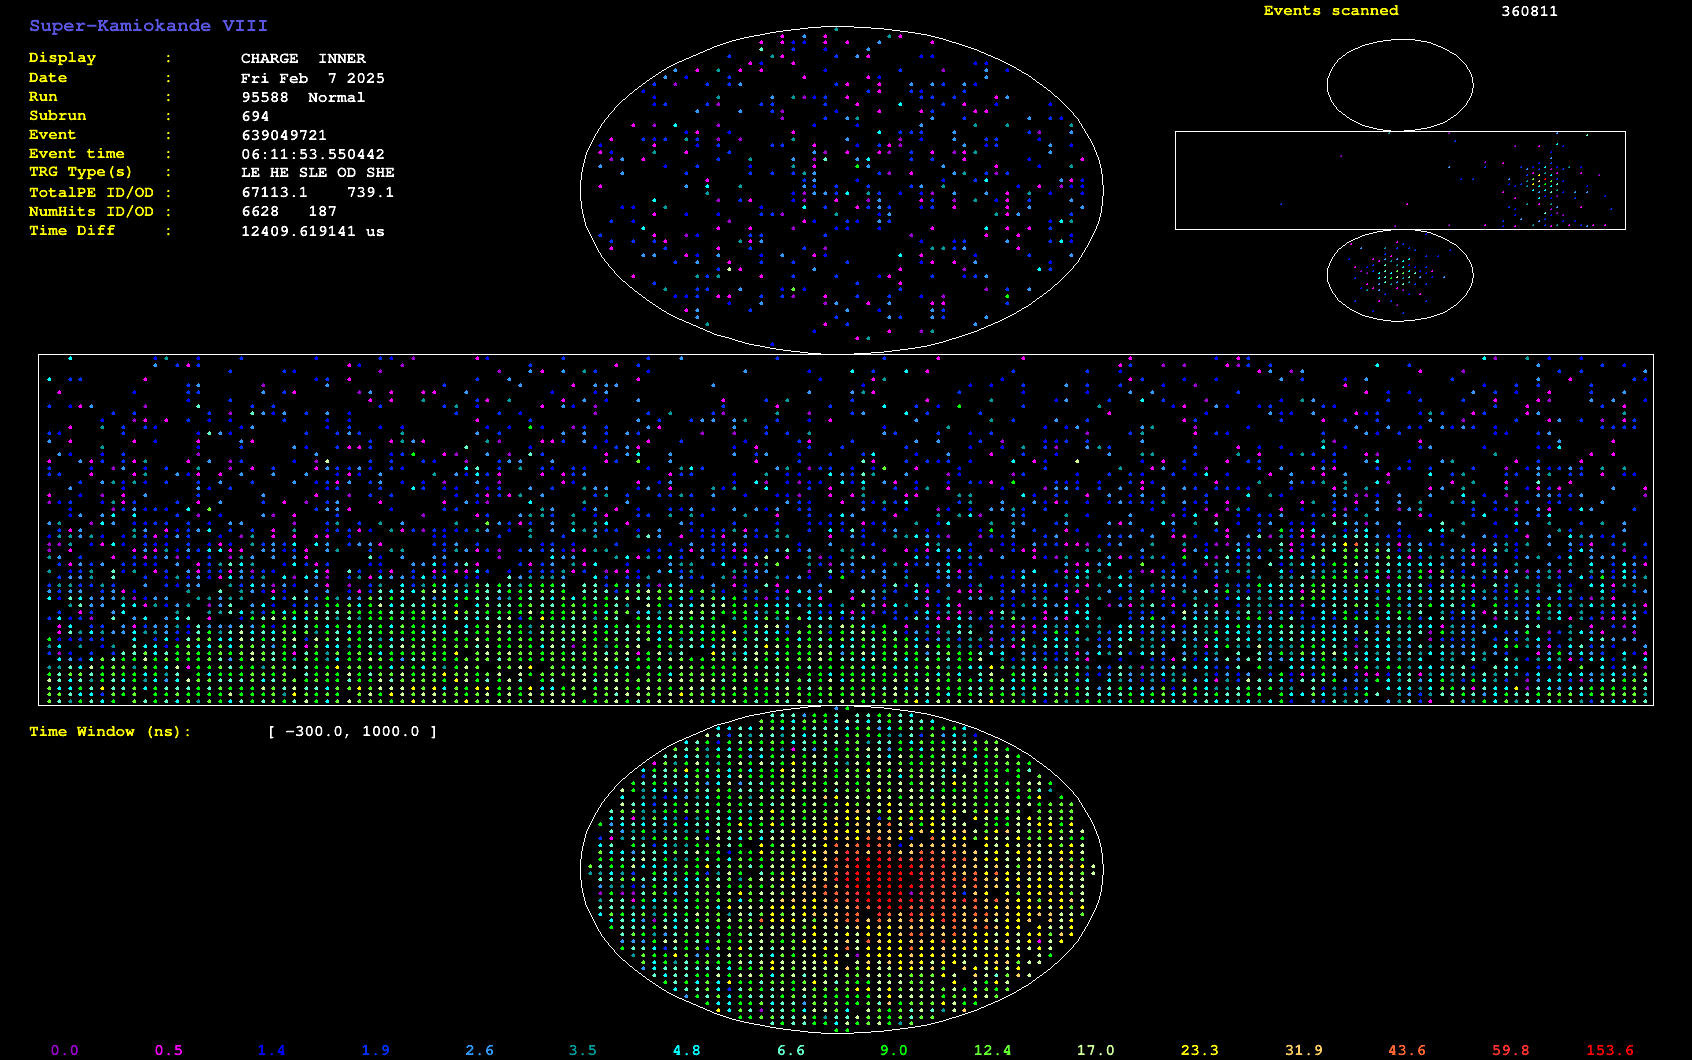 Super-Kamiokande VIII
Events scanned 360811
Display : CHARGE INNER
Date : Fri Feb 7 2025
Run : 95588 Normal
Subrun : 694
Event : 639049721
Event time : 06:11:53.550442
TRG Type(s) : LE HE SLE OD SHE
TotalPE ID/OD : 67113.1 739.1
NumHits ID/OD : 6628 187
Time Diff : 12409.619141 us
Time Window (ns): [ -300.0, 1000.0 ]
0.0 0.5 1.4 1.9 2.6 3.5 4.8 6.6 9.0 12.4 17.0 23.3 31.9 43.6 59.8 153.6